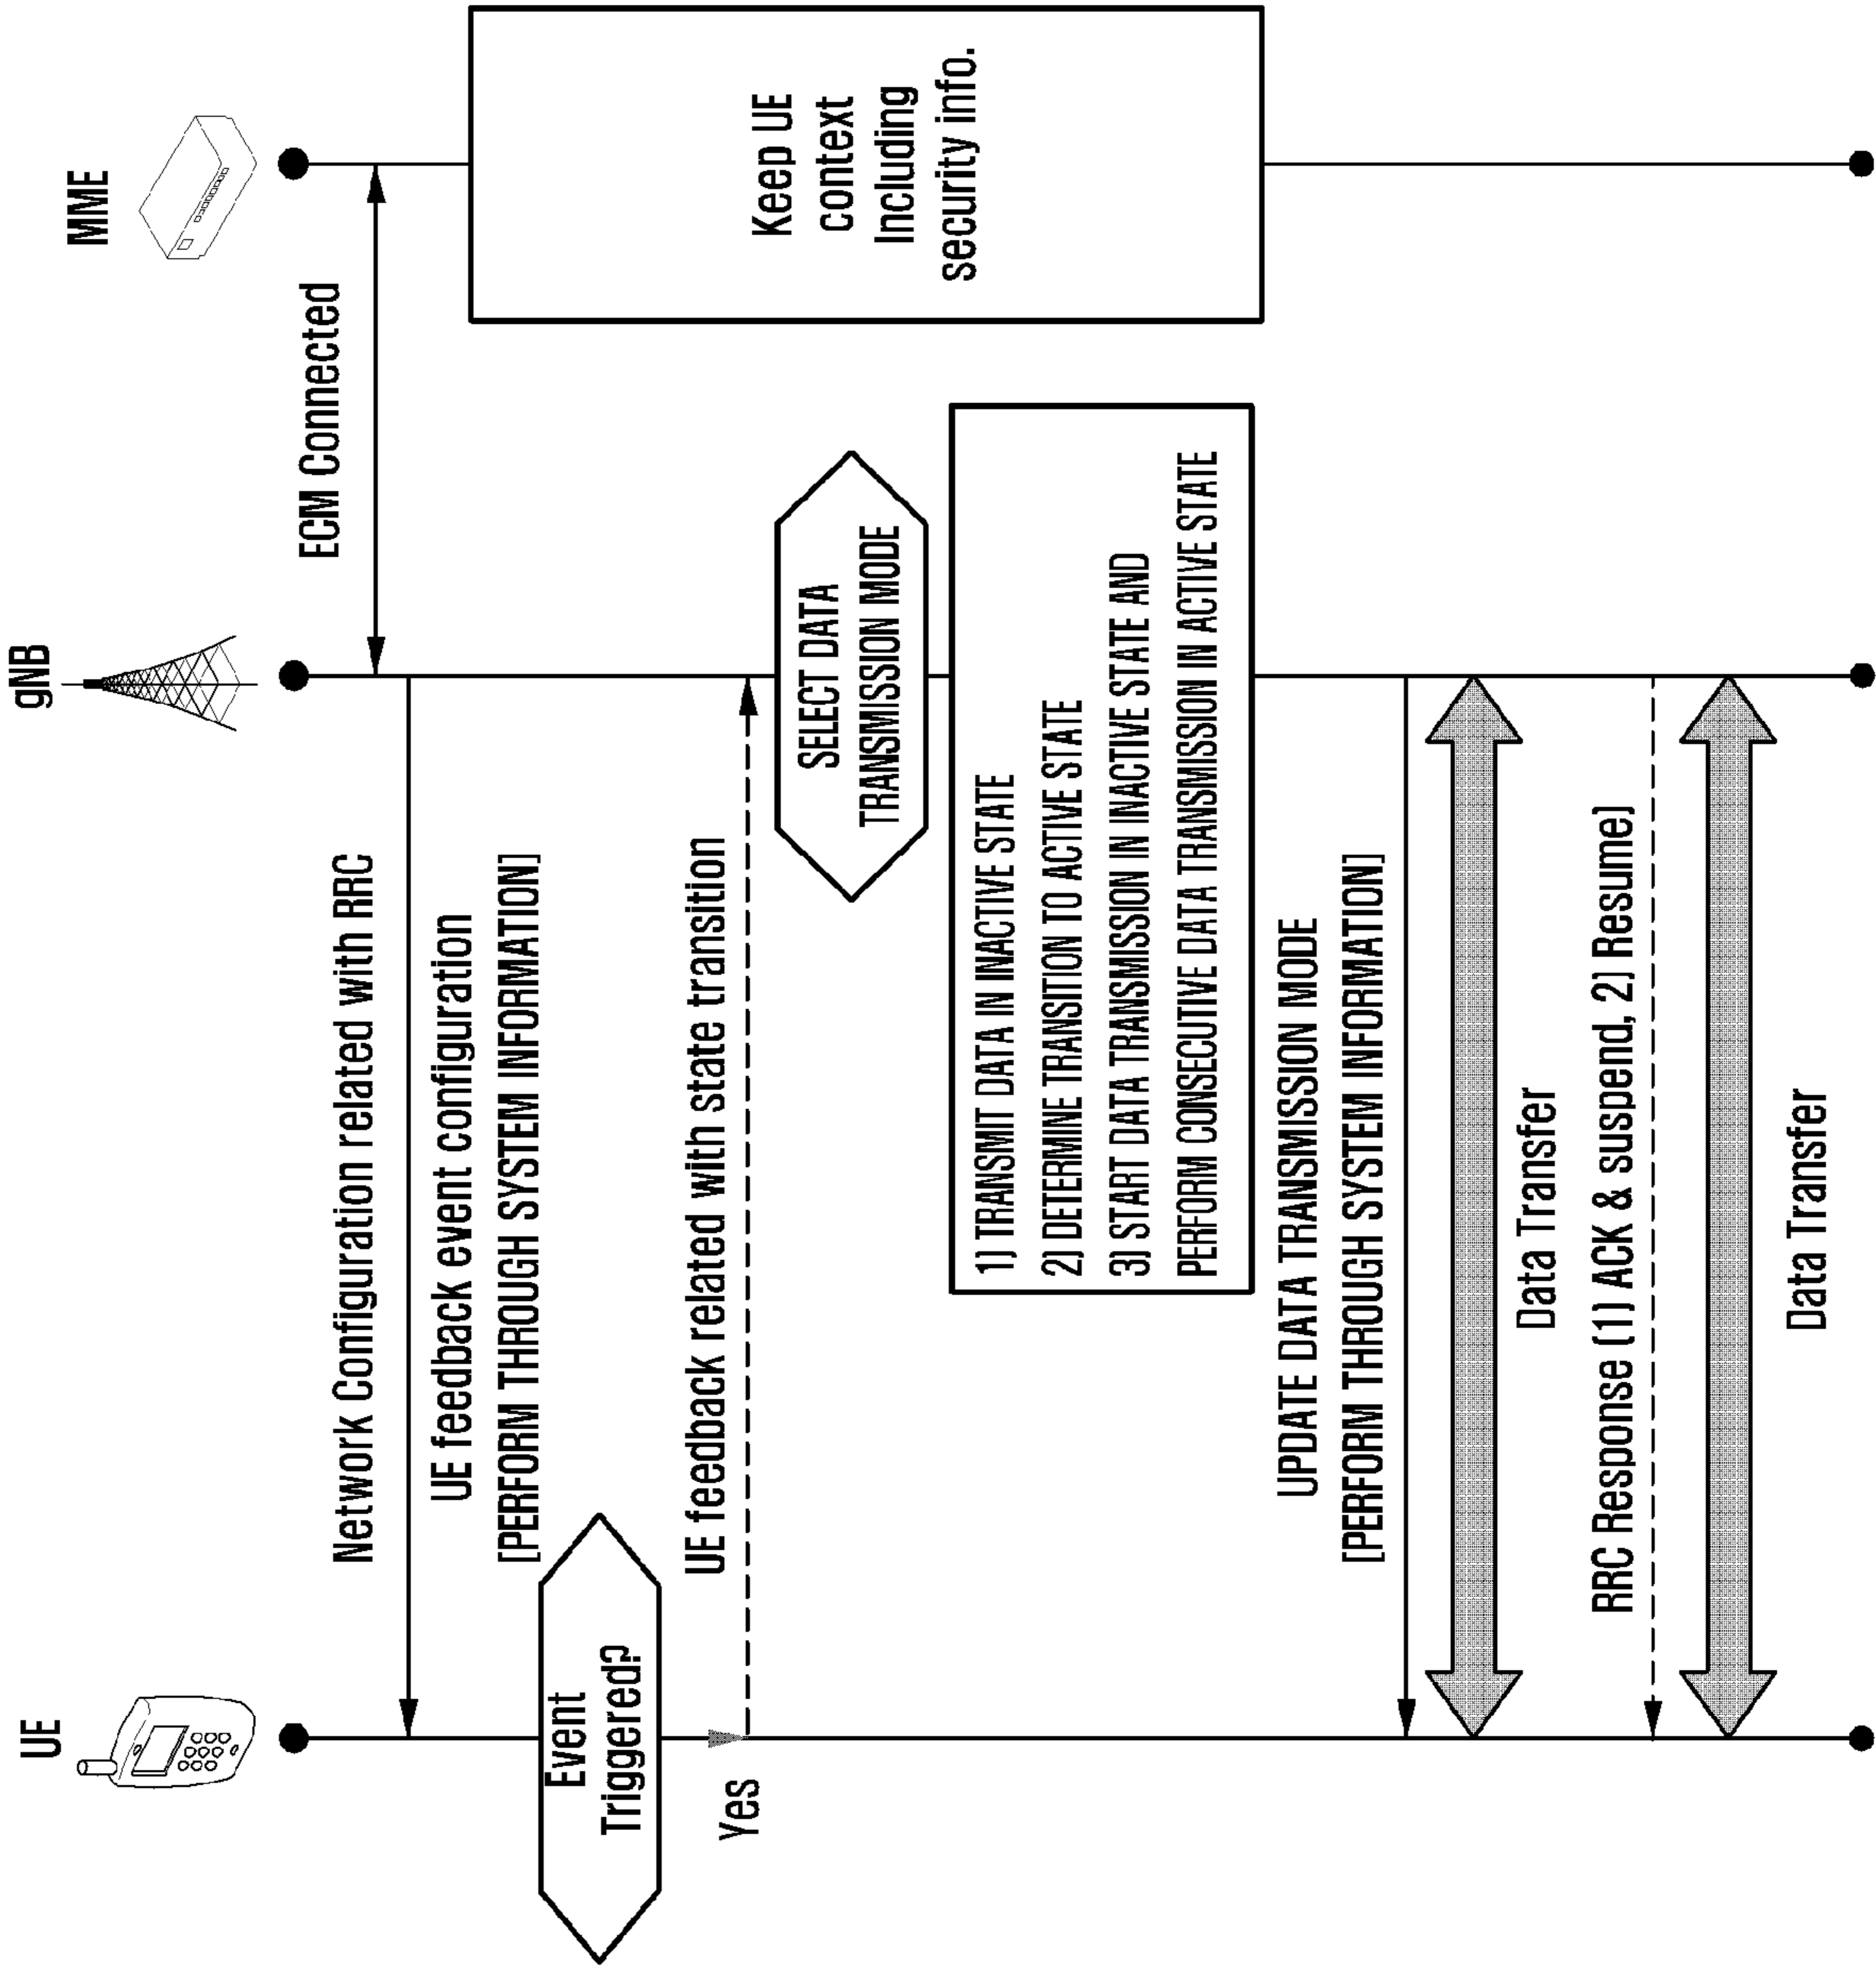 UE
gNB
MME
ECM Connected
Network Configuration related with RRC
UE feedback event configuration
[PERFORM THROUGH SYSTEM INFORMATION]
Event
Triggered?
Yes
UE feedback related with state transition
Keep UE
context
Including
security info.
SELECT DATA
TRANSMISSION MODE
1) TRANSMIT DATA IN INACTIVE STATE
2) DETERMINE TRANSITION TO ACTIVE STATE
3) START DATA TRANSMISSION IN INACTIVE STATE AND
PERFORM CONSECUTIVE DATA TRANSMISSION IN ACTIVE STATE
UPDATE DATA TRANSMISSION MODE
[PERFORM THROUGH SYSTEM INFORMATION]
Data Transfer
RRC Response (1) ACK & suspend, 2) Resume)
Data Transfer